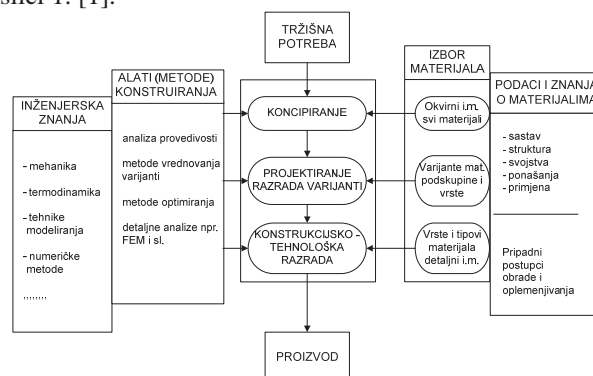 1. [1].
TRŽIŠNA
POTREBA
INŽENJERSKA
ZNANJA
- mehanika
- termodinamika
- tehnike
modeliranja
- numeričke
metode
,,,,,,,,
ALATI (METODE)
KONSTRUIRANJA
analiza provedivosti
metode vrednovanja
varijanti
metode optimiranja
detaljne analize npr.
FEM i sl.
KONCIPIRANJE
PROJEKTIRANJE
RAZRADA VARIJANTI
KONSTRUKCIJSKO -
TEHNOLOŠKA
RAZRADA
PROIZVOD
IZBOR
MATERIJALA
Okvirni i.m.
svi materijali
Varijante mat.
podskupine i
vrste
Vrste i tipovi
materijala
detaljni i.m.
PODACI I ZNANJA
O MATERIJALIMA
- sastav
- struktura
- svojstva
- ponašanja
- primjena
Pripadni
postupci
obrade i
oplemenjivanja